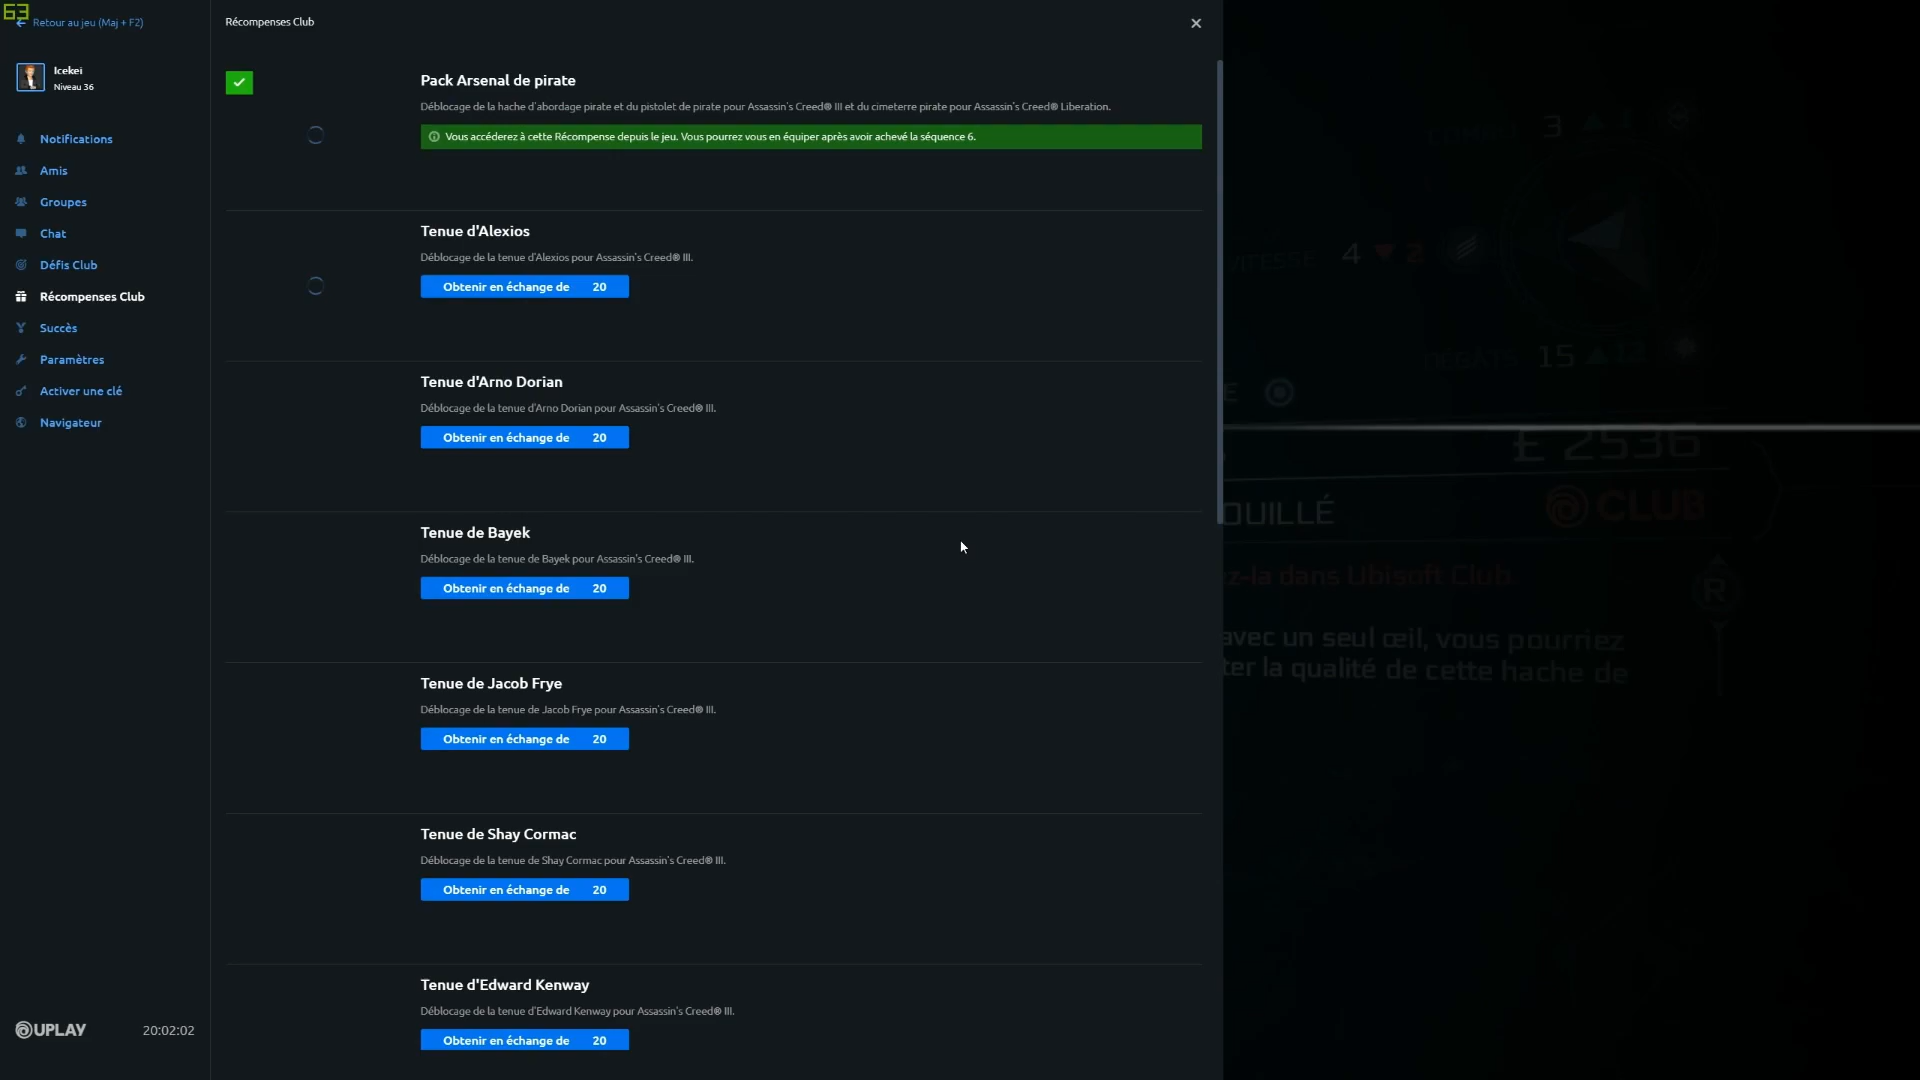 63
Retour au jeu (Maj + F2)
Icekei
Niveau 36
Notifications
Amis
Groupes
Chat
Défis Club
Récompenses Club
Succès
Paramètres
Activer une clé
Navigateur
UPLAY
20:02:02
Récompenses Club
Pack Arsenal de pirate
Déblocage de la hache d'abordage pirate et du pistolet de pirate pour Assassin's Creed® III et du cimeterre pirate pour Assassin's Creed® Liberation.
Vous accéderez à cette Récompense depuis le jeu. Vous pourrez vous en équiper après avoir achevé la séquence 6.
Tenue d'Alexios
Déblocage de la tenue d'Alexios pour Assassin's Creed® III.
Obtenir en échange de 20
Tenue d'Arno Dorian
Déblocage de la tenue d'Arno Dorian pour Assassin's Creed® III.
Obtenir en échange de 20
Tenue de Bayek
Déblocage de la tenue de Bayek pour Assassin's Creed® III.
Obtenir en échange de 20
Tenue de Jacob Frye
Déblocage de la tenue de Jacob Frye pour Assassin's Creed® III.
Obtenir en échange de 20
Tenue de Shay Cormac
Déblocage de la tenue de Shay Cormac pour Assassin's Creed® III.
Obtenir en échange de 20
Tenue d'Edward Kenway
Déblocage de la tenue d'Edward Kenway pour Assassin's Creed® III.
Obtenir en échange de 20
3
VITESSE 4 2
DÉGATS 15 12
£ 2536
OUILLÉ CLUB
z-la dans Ubisoft Club.
R
avec un seul œil, vous pourriez
ter la qualité de cette hache de